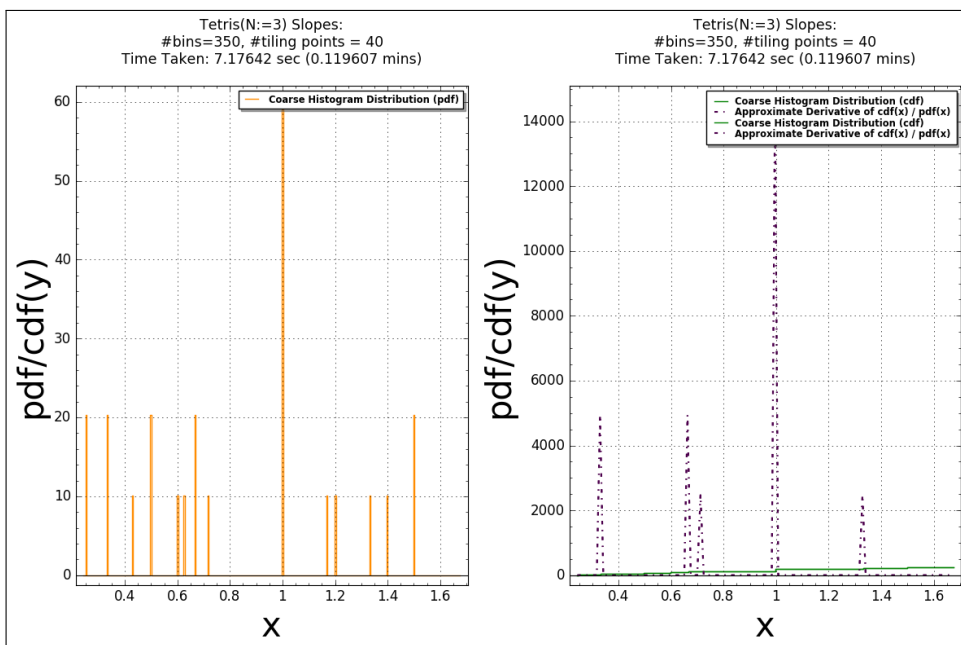 Tetris(N:=3) Slopes:
#bins=350, #tiling points = 40
Time Taken: 7.17642 sec (0.119607 mins)
Coarse Histogram Distribution (pdf)
60
50
40
30
20
10
0
0.4 0.6 0.8 1 1.2 1.4 1.6
pdf/cdf(y)
x
Tetris(N:=3) Slopes:
#bins=350, #tiling points = 40
Time Taken: 7.17642 sec (0.119607 mins)
Coarse Histogram Distribution (cdf)
Approximate Derivative of cdf(x) / pdf(x)
Coarse Histogram Distribution (cdf)
Approximate Derivative of cdf(x) / pdf(x)
14000
12000
10000
8000
6000
4000
2000
0
0.4 0.6 0.8 1 1.2 1.4 1.6
pdf/cdf(y)
x